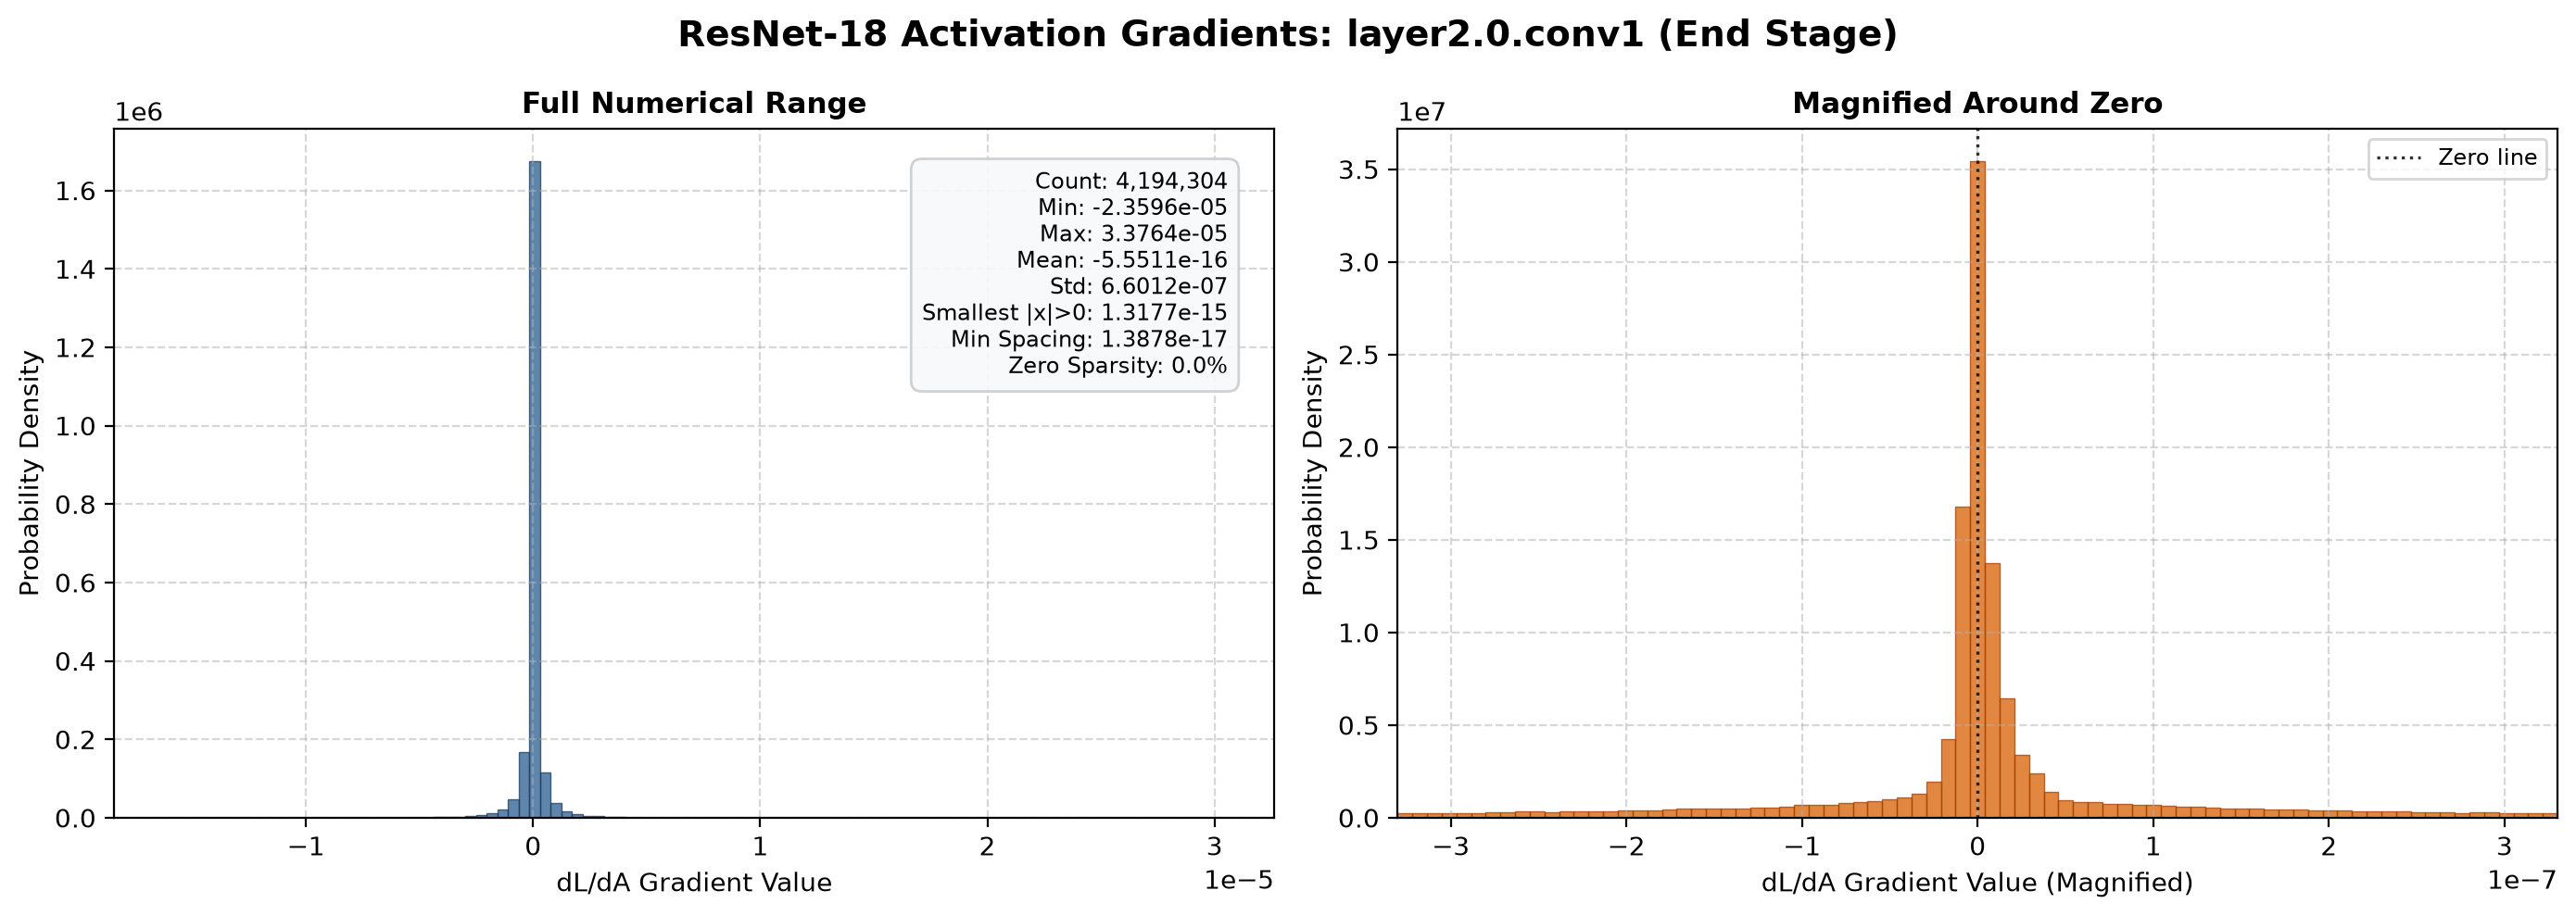 ResNet-18 Activation Gradients: layer2.0.conv1 (End Stage)
Full Numerical Range
1e6
Probability Density
1.6
1.4
1.2
1.0
0.8
0.6
0.4
0.2
0.0
Count: 4,194,304
Min: -2.3596e-05
Max: 3.3764e-05
Mean: -5.5511e-16
Std: 6.6012e-07
Smallest |x|>0: 1.3177e-15
Min Spacing: 1.3878e-17
Zero Sparsity: 0.0%
−1 0 1 2 3
1e−5
dL/dA Gradient Value
Magnified Around Zero
1e7
Probability Density
3.5
3.0
2.5
2.0
1.5
1.0
0.5
0.0
Zero line
−3 −2 −1 0 1 2 3
1e−7
dL/dA Gradient Value (Magnified)